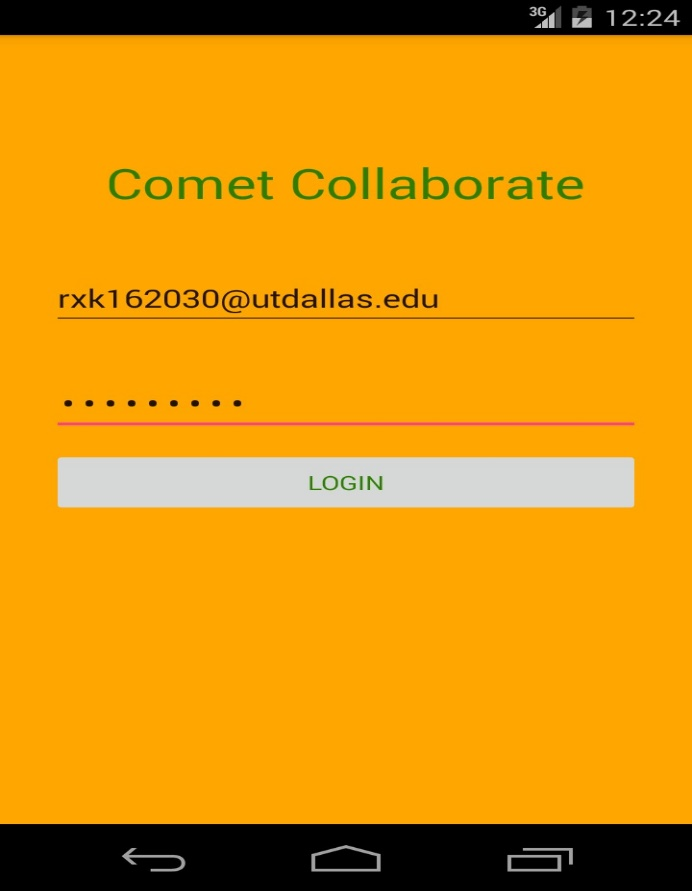 3G 12:24
Comet Collaborate
rxk162030@utdallas.edu
•••••••••
LOGIN